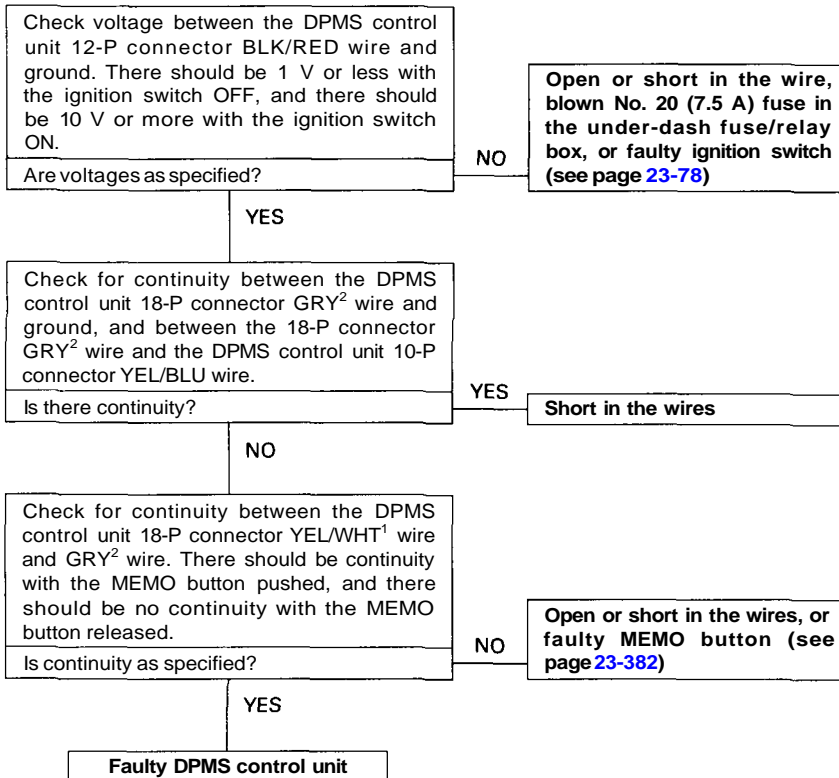 Check voltage between the DPMS control
unit 12-P connector BLK/RED wire and
ground. There should be 1 V or less with
the ignition switch OFF, and there should
be 10 V or more with the ignition switch
ON.
Are voltages as specified?
NO
Open or short in the wire,
blown No. 20 (7.5 A) fuse in
the under-dash fuse/relay
box, or faulty ignition switch
(see page 23-78)
YES
Check for continuity between the DPMS
control unit 18-P connector GRY² wire and
ground, and between the 18-P connector
GRY² wire and the DPMS control unit 10-P
connector YEL/BLU wire.
Is there continuity?
YES
Short in the wires
NO
Check for continuity between the DPMS
control unit 18-P connector YEL/WHT¹ wire
and GRY² wire. There should be continuity
with the MEMO button pushed, and there
should be no continuity with the MEMO
button released.
Is continuity as specified?
NO
Open or short in the wires, or
faulty MEMO button (see
page 23-382)
YES
Faulty DPMS control unit